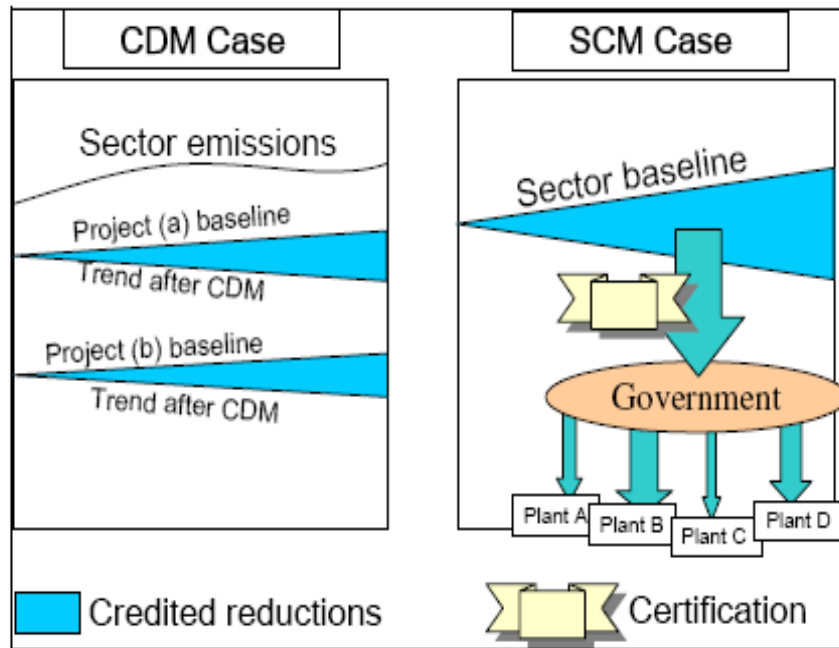 CDM Case
Sector emissions
Project (a) baseline
Trend after CDM
Project (b) baseline
Trend after CDM
SCM Case
Sector baseline
Government
Plant A
Plant B
Plant C
Plant D
Credited reductions
Certification